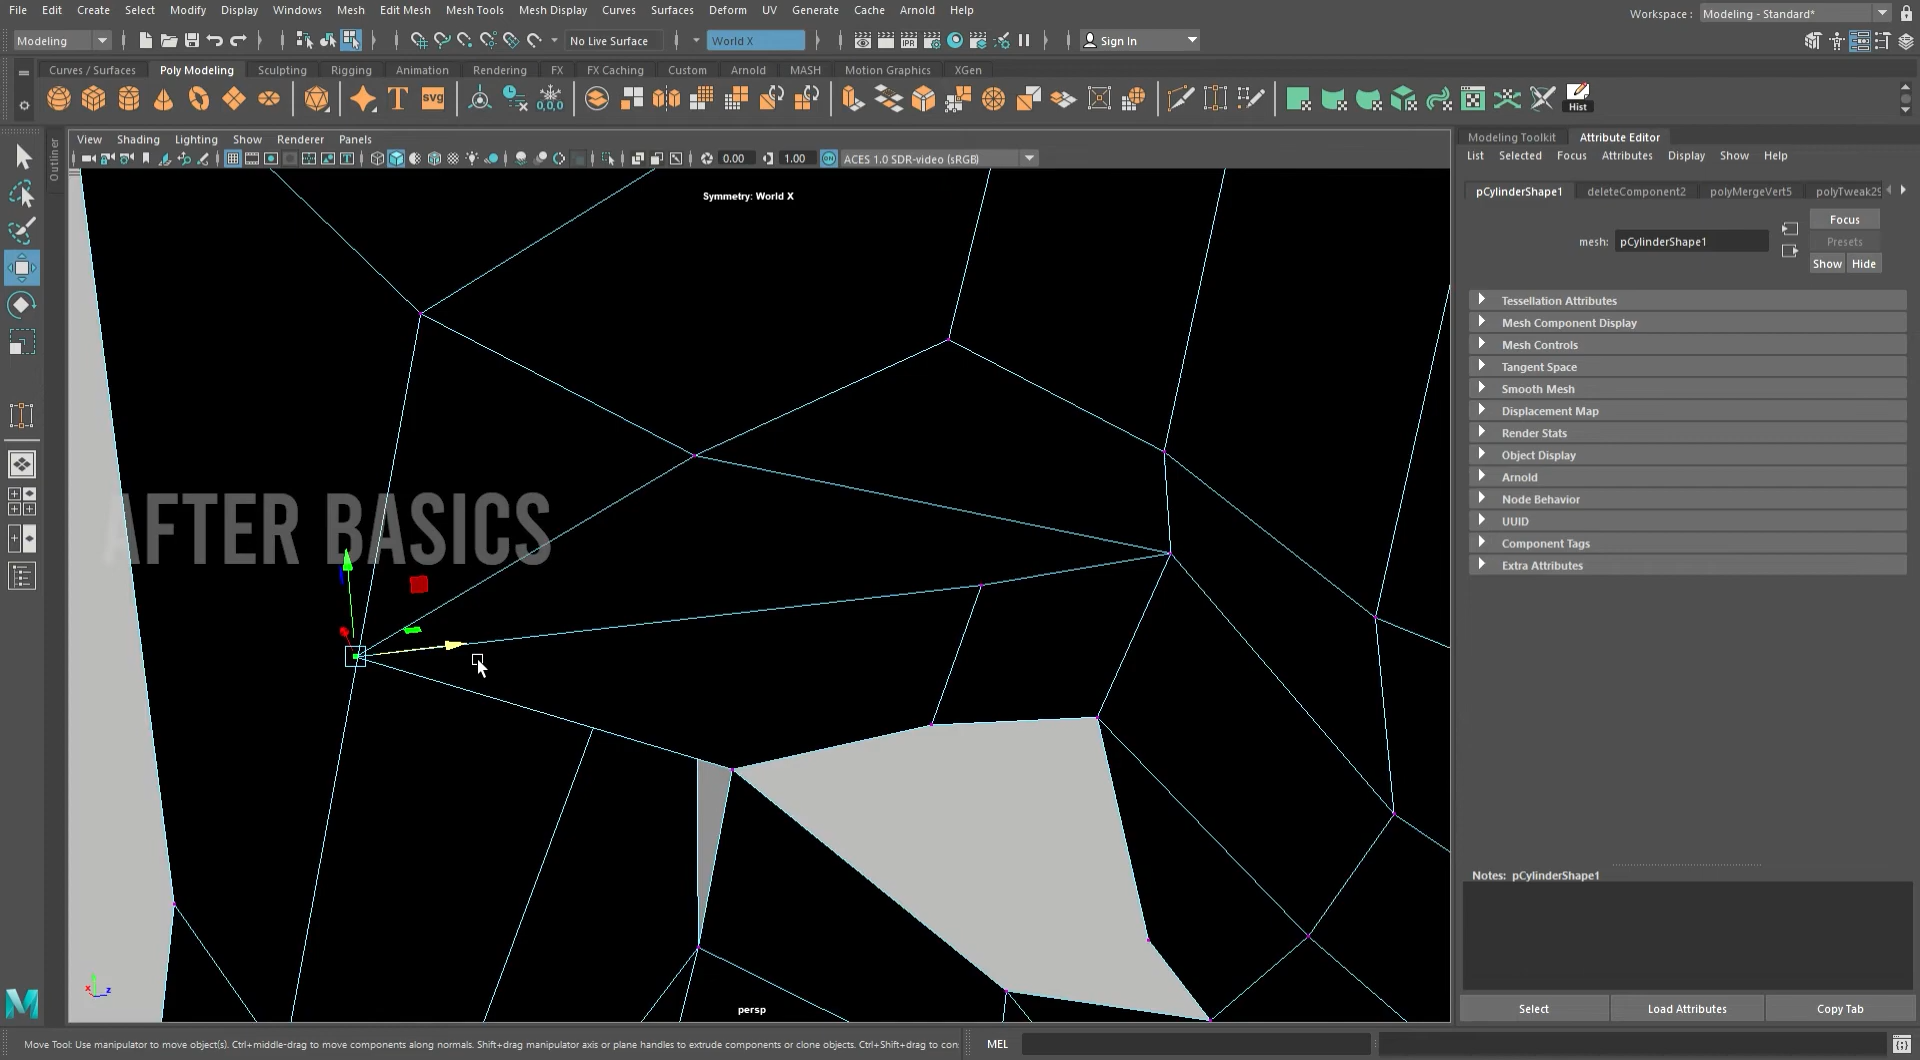 File Edit Create Select Modify Display Windows Mesh Edit Mesh Mesh Tools Mesh Display Curves Surfaces Deform UV Generate Cache Arnold Help
Workspace : Modeling - Standard*
Modeling
No Live Surface
World X
Sign In
Curves / Surfaces Poly Modeling Sculpting Rigging Animation Rendering FX FX Caching Custom Arnold MASH Motion Graphics XGen
IPR
T
SVG
0,0,0
Hist
Outliner
View Shading Lighting Show Renderer Panels
0.00
1.00
ON
ACES 1.0 SDR-video (sRGB)
Symmetry: World X
AFTER BASICS
persp
x
z
M
Modeling Toolkit Attribute Editor
List Selected Focus Attributes Display Show Help
pCylinderShape1 deleteComponent2 polyMergeVert5 polyTweak29
Focus
mesh: pCylinderShape1
Presets
Show Hide
Tessellation Attributes
Mesh Component Display
Mesh Controls
Tangent Space
Smooth Mesh
Displacement Map
Render Stats
Object Display
Arnold
Node Behavior
UUID
Component Tags
Extra Attributes
Notes: pCylinderShape1
Select Load Attributes Copy Tab
Move Tool: Use manipulator to move object(s). Ctrl+middle-drag to move components along normals. Shift+drag manipulator axis or plane handles to extrude components or clone objects. Ctrl+Shift+drag to con
MEL